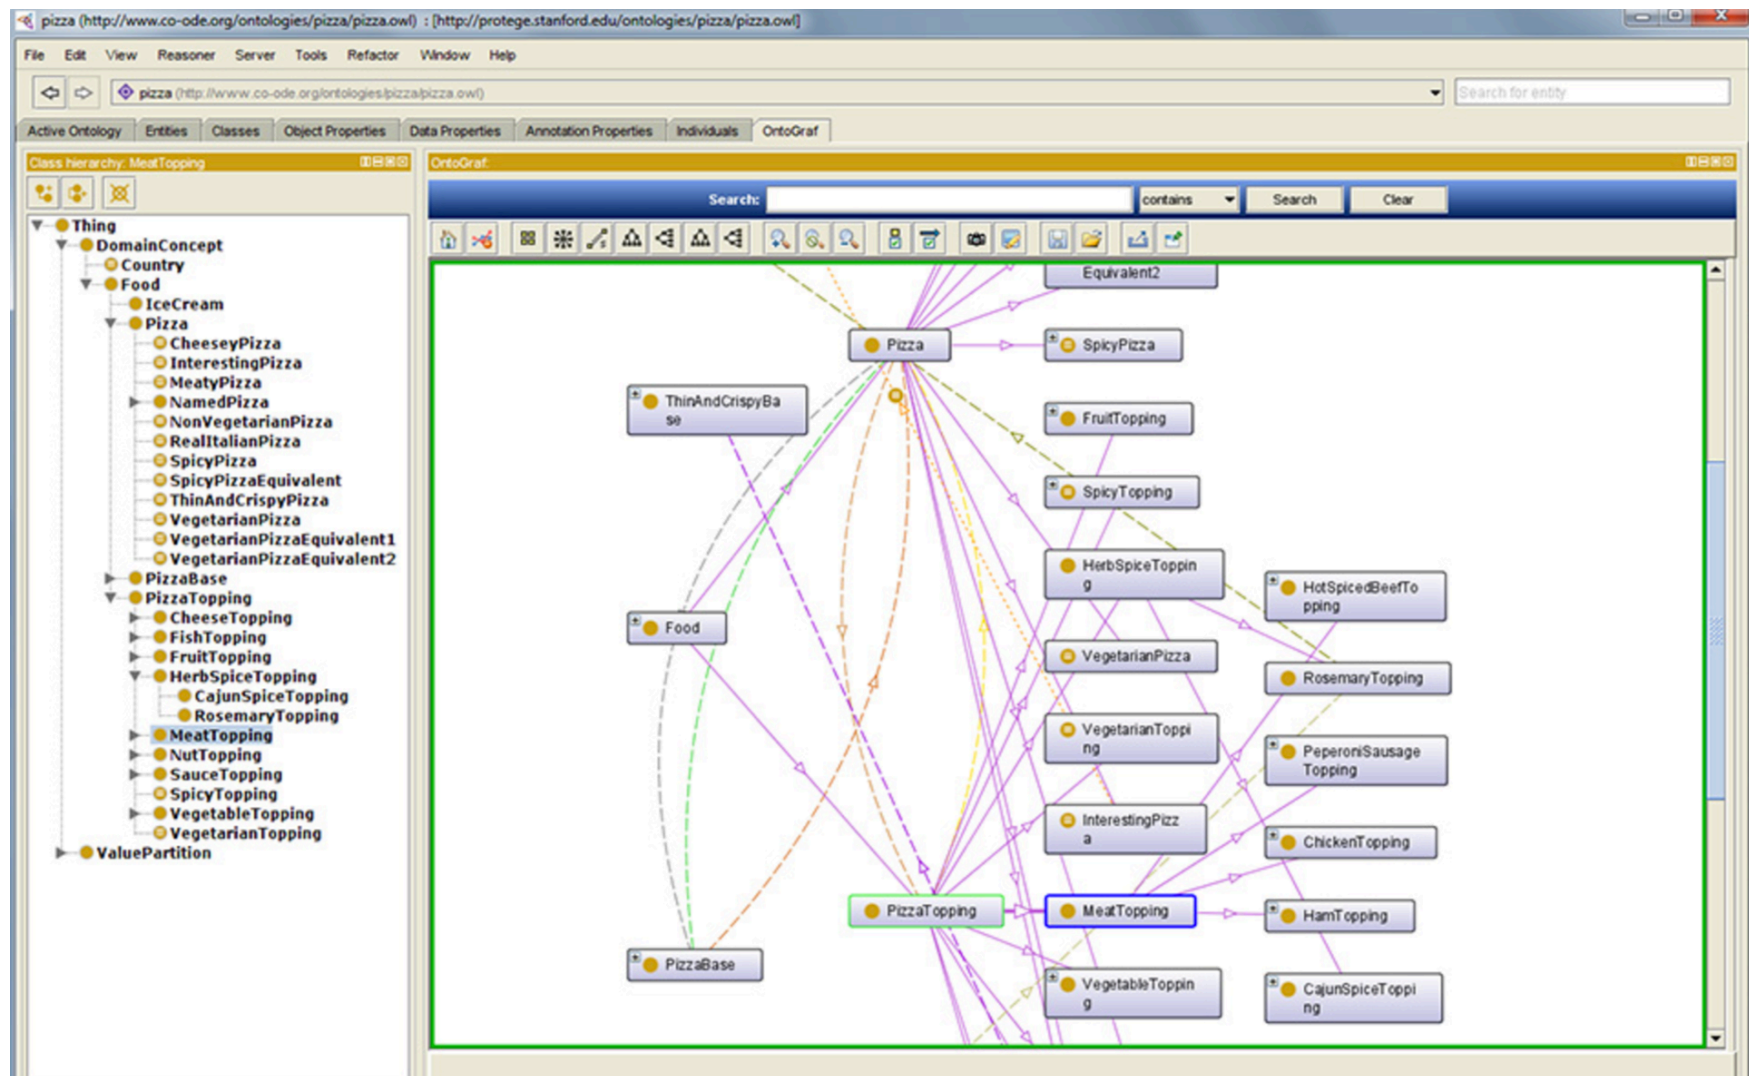 pizza (http://www.co-ode.org/ontologies/pizza/pizza.owl) : [http://protege.stanford.edu/ontologies/pizza/pizza.owl]
File Edit View Reasoner Server Tools Refactor Window Help
pizza (http://www.co-ode.org/ontologies/pizza/pizza.owl)
Search for entity
Active Ontology Entities Classes Object Properties Data Properties Annotation Properties Individuals OntoGraf
Class hierarchy: MeatTopping
Thing
DomainConcept
Country
Food
IceCream
Pizza
CheeseyPizza
InterestingPizza
MeatyPizza
NamedPizza
NonVegetarianPizza
RealItalianPizza
SpicyPizza
SpicyPizzaEquivalent
ThinAndCrispyPizza
VegetarianPizza
VegetarianPizzaEquivalent1
VegetarianPizzaEquivalent2
PizzaBase
PizzaTopping
CheeseTopping
FishTopping
FruitTopping
HerbSpiceTopping
CajunSpiceTopping
RosemaryTopping
MeatTopping
NutTopping
SauceTopping
SpicyTopping
VegetableTopping
VegetarianTopping
ValuePartition
OntoGraf:
Search: contains Search Clear
Equivalent2
Pizza
SpicyPizza
ThinAndCrispyBa
se
FruitTopping
SpicyTopping
HerbSpiceToppin
g
HotSpicedBeefTo
pping
Food
VegetarianPizza
RosemaryTopping
VegetarianToppi
ng
PeperoniSausage
Topping
InterestingPizz
a
ChickenTopping
PizzaTopping
MeatTopping
HamTopping
PizzaBase
VegetableToppin
g
CajunSpiceToppi
ng